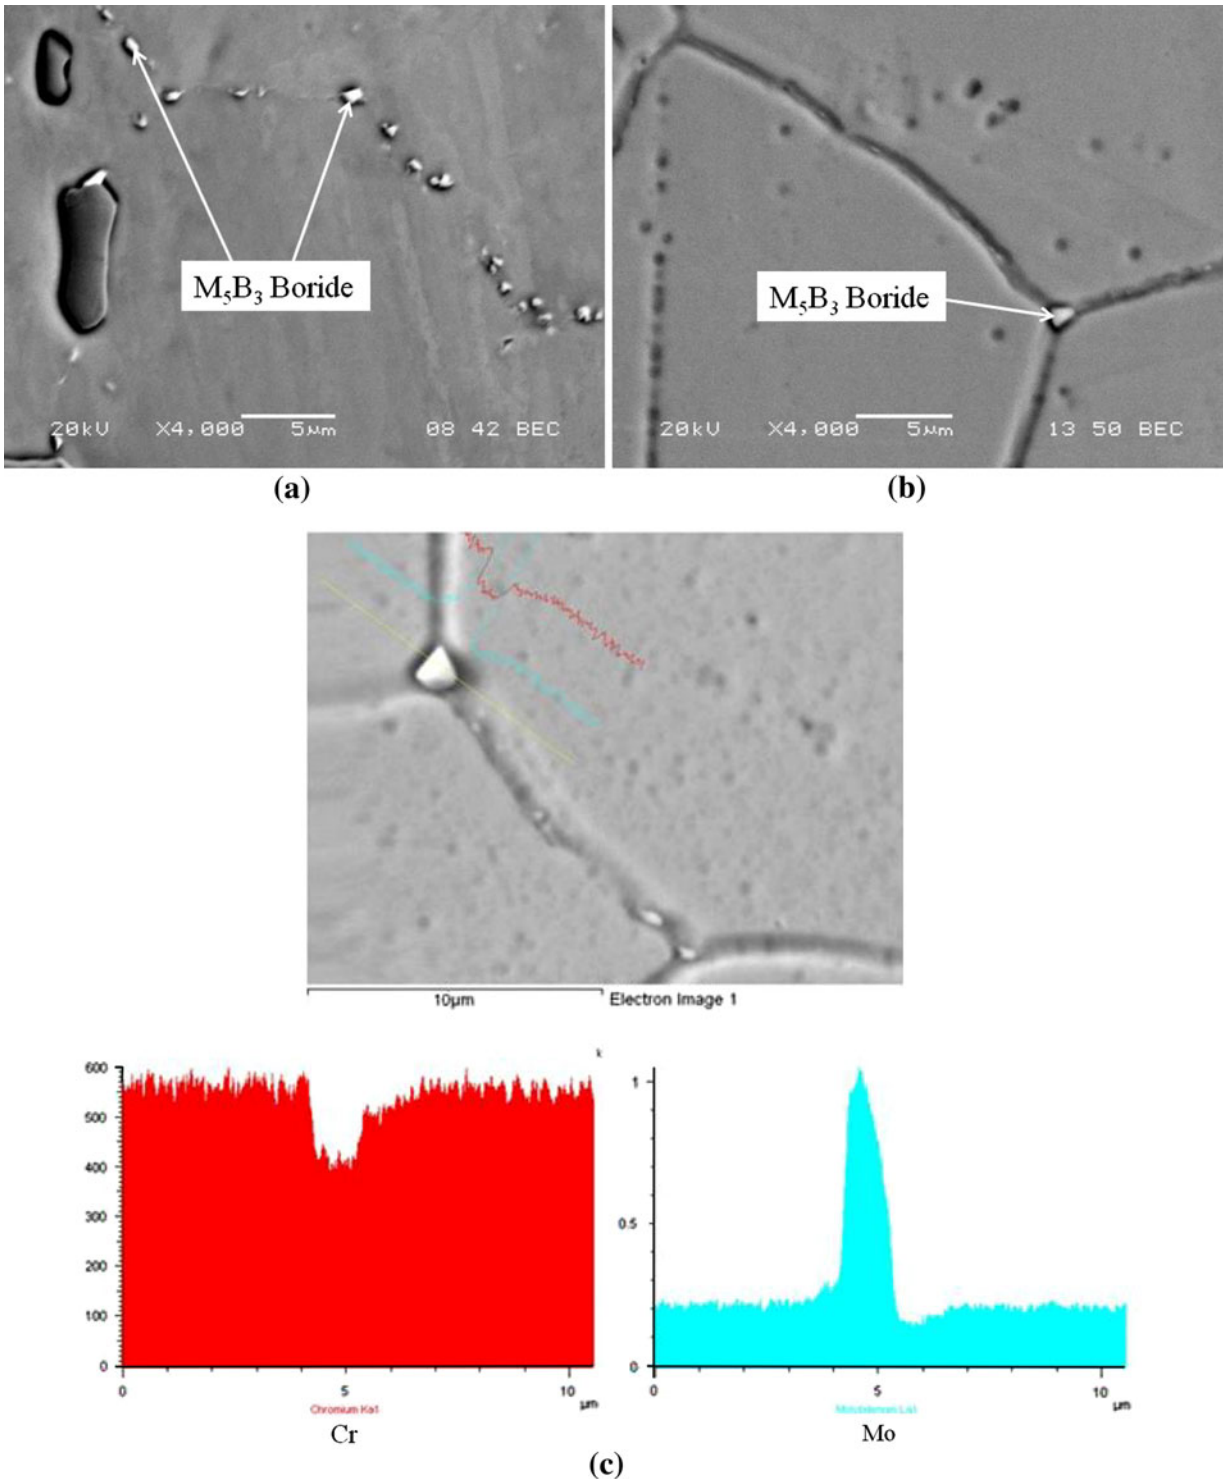 M₅B₃ Boride
20kV X4,000 5μm 08 42 BEC
(a)
M₅B₃ Boride
20kV X4,000 5μm 13 50 BEC
(b)
10μm Electron Image 1
600
500
400
300
200
100
0
0 5 10
μm
Chromium Ka1
Cr
k
1
0.5
0
0 5 10
μm
Mo
(c)